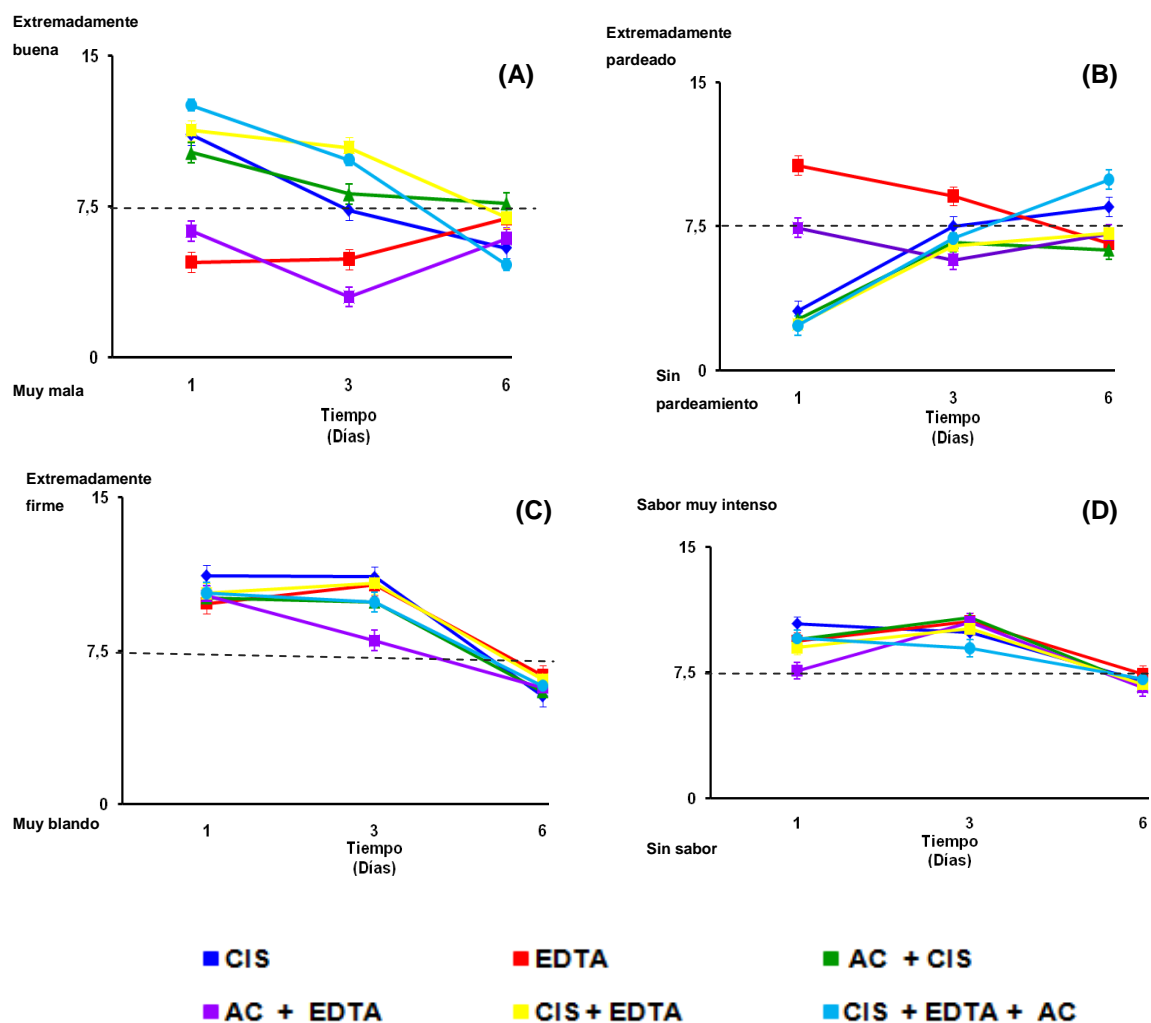 Extremadamente
buena
15
(A)
7.5
0
Muy mala
1 3 6
Tiempo
(Días)
Extremadamente
pardeado
15
(B)
7.5
0
Sin
pardeamiento
1 3 6
Tiempo
(Días)
Extremadamente
firme
15
(C)
7.5
0
Muy blando
1 3 6
Tiempo
(Días)
Sabor muy intenso
15
(D)
7.5
0
Sin sabor
1 3 6
Tiempo
(Días)
CIS EDTA AC + CIS
AC + EDTA CIS + EDTA CIS + EDTA + AC